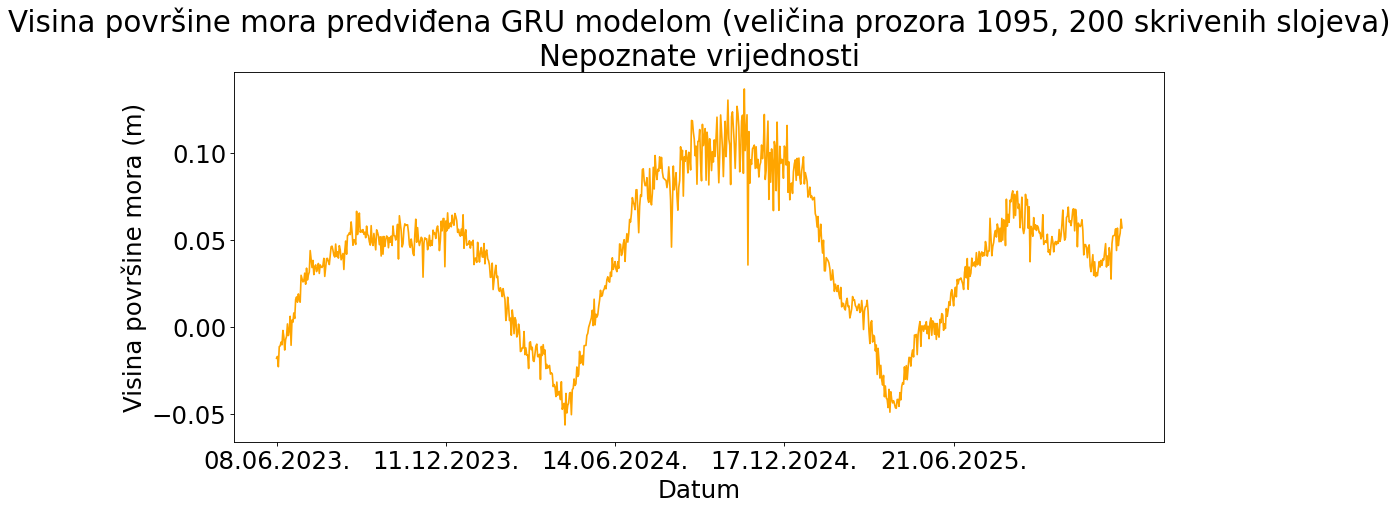 Visina površine mora predviđena GRU modelom (veličina prozora 1095, 200 skrivenih slojeva)
Nepoznate vrijednosti
Visina površine mora (m)
0.10
0.05
0.00
−0.05
08.06.2023. 11.12.2023. 14.06.2024. 17.12.2024. 21.06.2025.
Datum